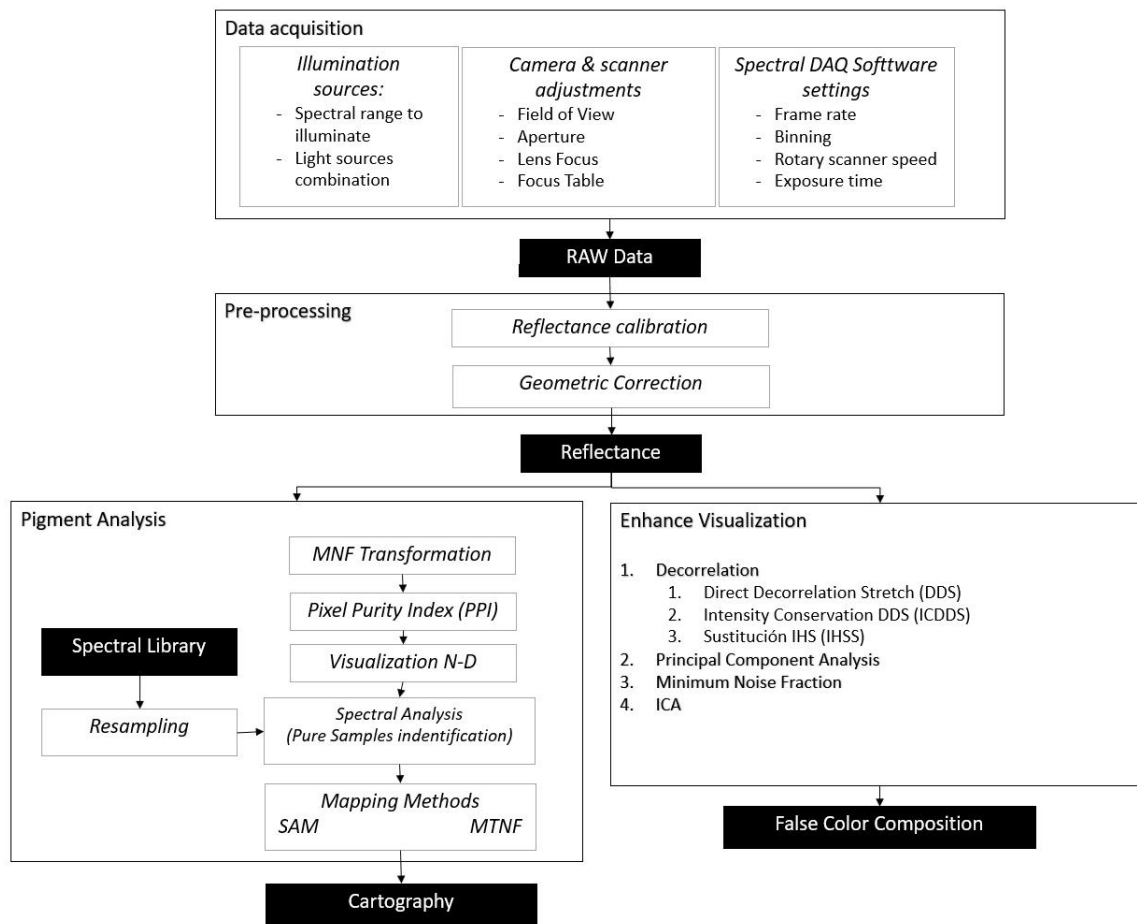 Data acquisition
Illumination
sources:
- Spectral range to
illuminate
- Light sources
combination
Camera & scanner
adjustments
- Field of View
- Aperture
- Lens Focus
- Focus Table
Spectral DAQ Softtware
settings
- Frame rate
- Binning
- Rotary scanner speed
- Exposure time
RAW Data
Pre-processing
Reflectance calibration
Geometric Correction
Reflectance
Pigment Analysis
MNF Transformation
Pixel Purity Index (PPI)
Visualization N-D
Spectral Library
Resampling
Spectral Analysis
(Pure Samples indentification)
Mapping Methods
SAM MTNF
Cartography
Enhance Visualization
1. Decorrelation
1. Direct Decorrelation Stretch (DDS)
2. Intensity Conservation DDS (ICDDS)
3. Sustitución IHS (IHSS)
2. Principal Component Analysis
3. Minimum Noise Fraction
4. ICA
False Color Composition